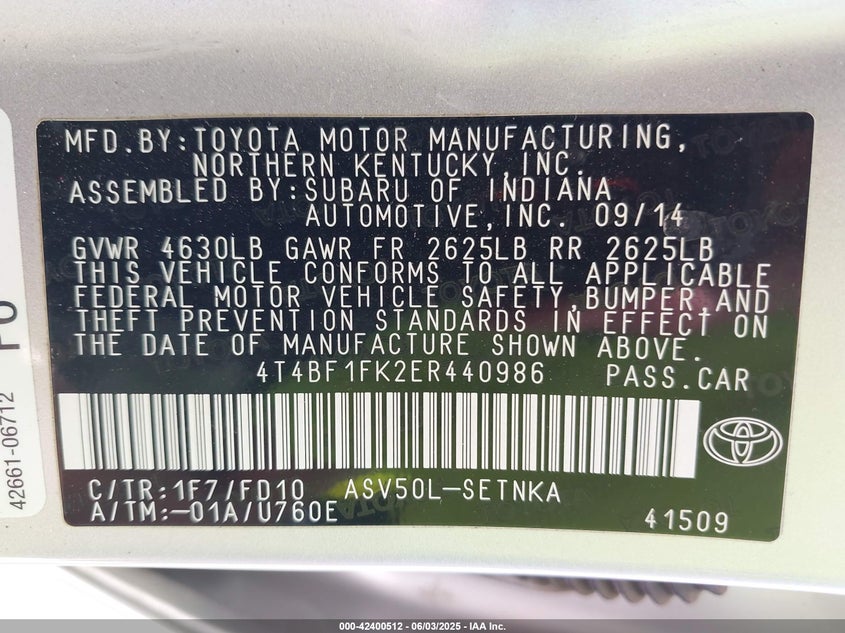 MFD.BY:TOYOTA MOTOR MANUFACTURING,
NORTHERN KENTUCKY,INC.
ASSEMBLED BY:SUBARU OF INDIANA
AUTOMOTIVE,INC. 09/14
GVWR 4630LB GAWR FR 2625LB RR 2625LB
THIS VEHICLE CONFORMS TO ALL APPLICABLE
FEDERAL MOTOR VEHICLE SAFETY,BUMPER AND
THEFT PREVENTION STANDARDS IN EFFECT ON
THE DATE OF MANUFACTURE SHOWN ABOVE.
4T4BF1FK2ER440986 PASS.CAR
C/TR:1F7/FD10 ASV50L-SETNKA
A/TM:-01A/U760E 41509
42661-06712
000-42400512 - 06/03/2025 - IAA Inc.